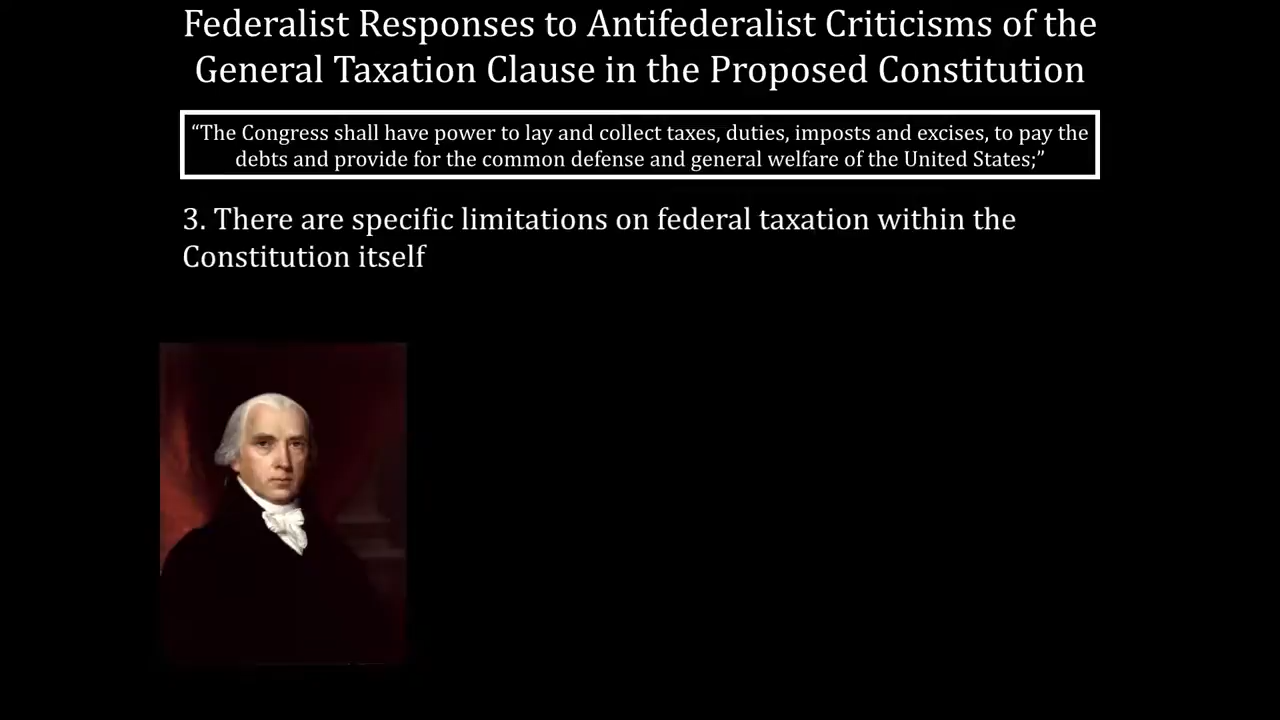 Federalist Responses to Antifederalist Criticisms of the
General Taxation Clause in the Proposed Constitution
“The Congress shall have power to lay and collect taxes, duties, imposts and excises, to pay the
debts and provide for the common defense and general welfare of the United States;”
3. There are specific limitations on federal taxation within the
Constitution itself